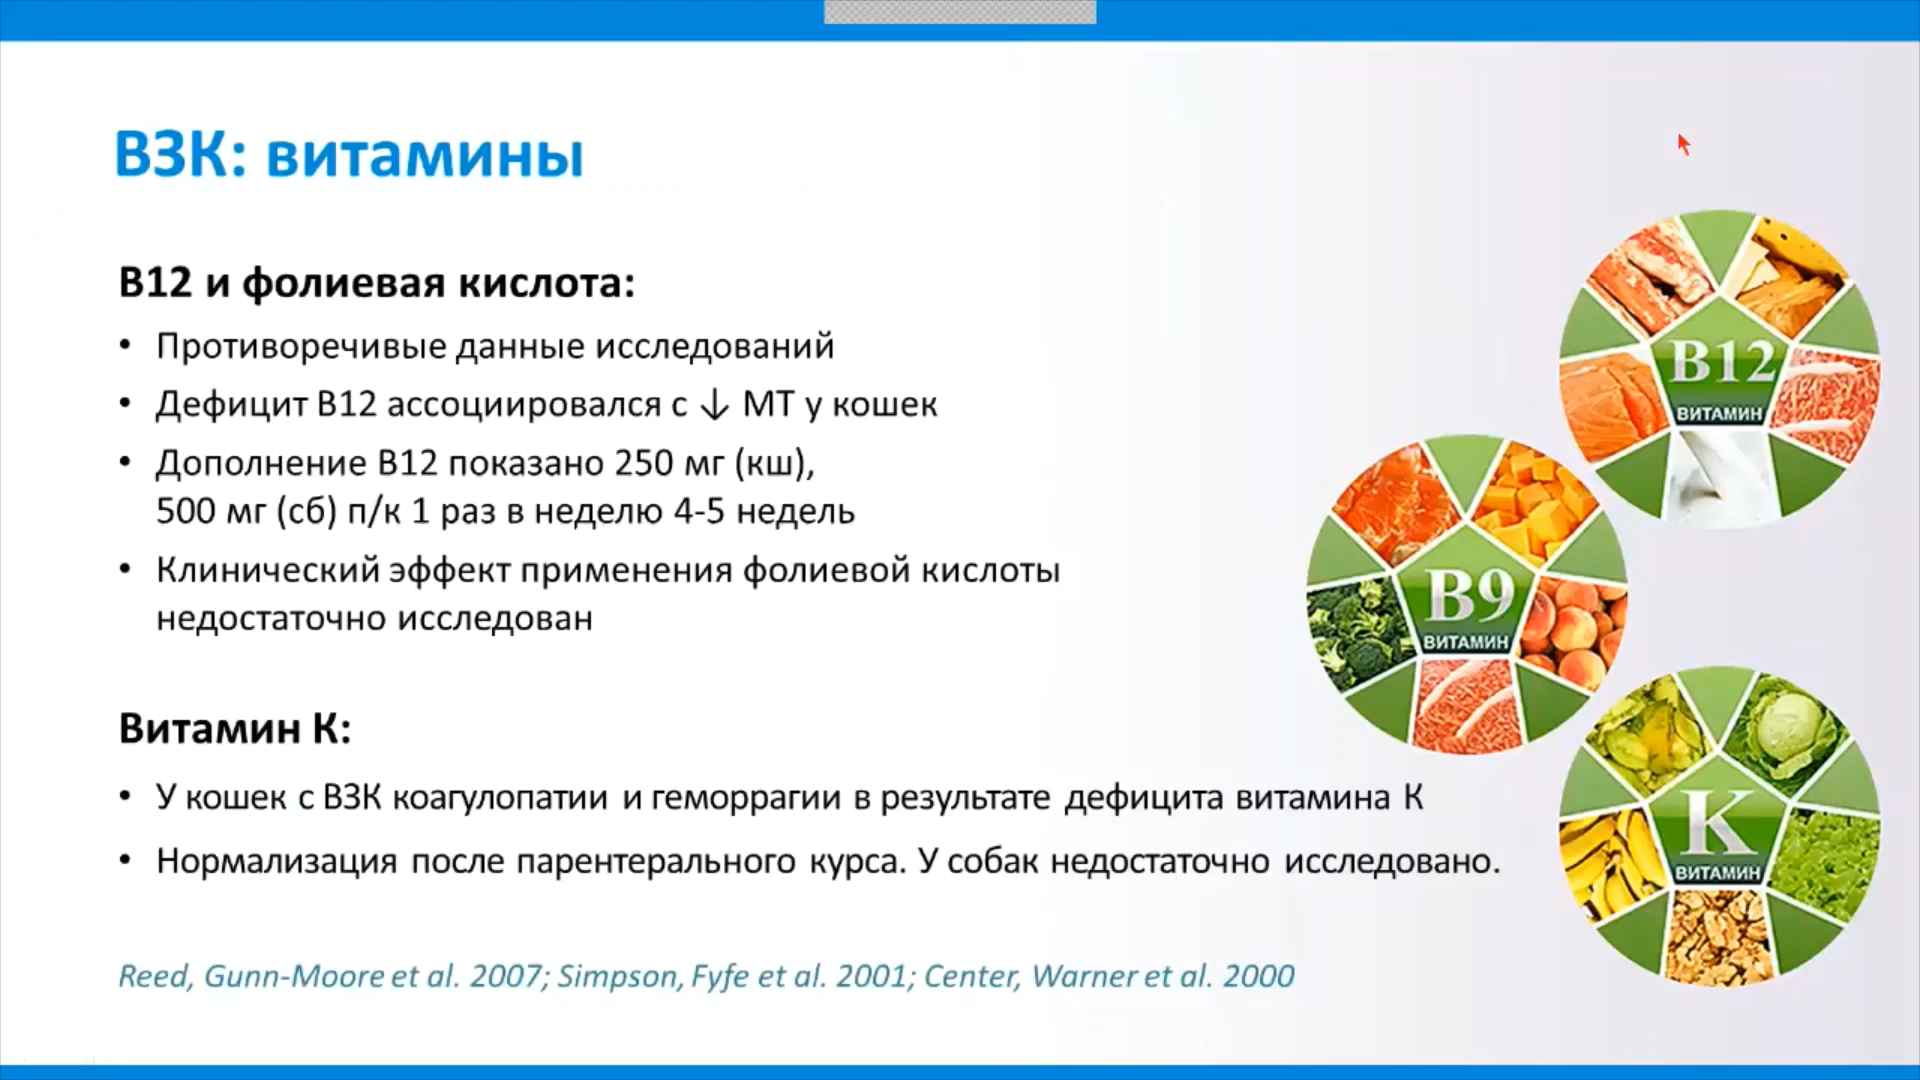 ВЗК: витамины
В12 и фолиевая кислота:
• Противоречивые данные исследований
• Дефицит В12 ассоциировался с ↓ МТ у кошек
• Дополнение В12 показано 250 мг (кш),
500 мг (сб) п/к 1 раз в неделю 4-5 недель
• Клинический эффект применения фолиевой кислоты
недостаточно исследован
Витамин К:
• У кошек с ВЗК коагулопатии и геморрагии в результате дефицита витамина К
• Нормализация после парентерального курса. У собак недостаточно исследовано.
Reed, Gunn-Moore et al. 2007; Simpson, Fyfe et al. 2001; Center, Warner et al. 2000
B12
ВИТАМИН
B9
ВИТАМИН
K
ВИТАМИН